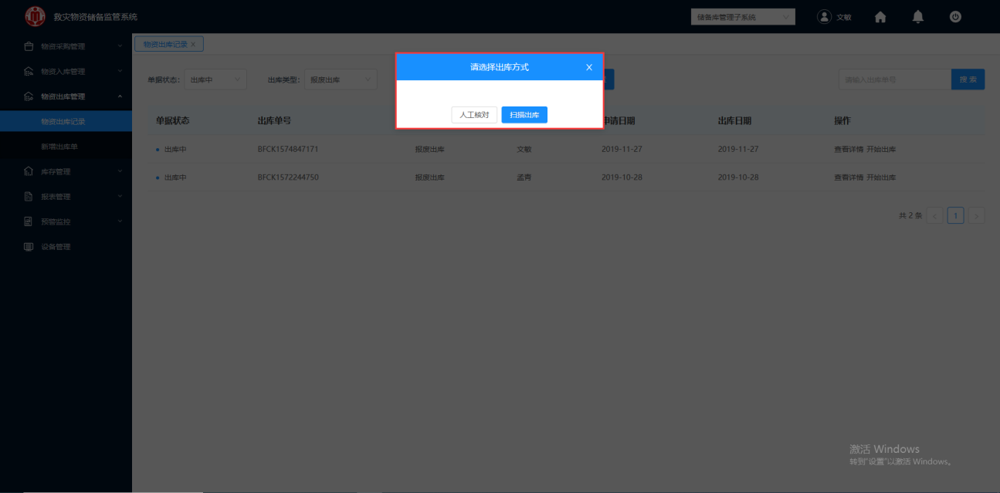 救灾物资储备监管系统
储备库管理子系统
文敏
物资采购管理
物资入库管理
物资出库管理
物资出库记录
新增出库单
库存管理
报表管理
预警监控
设备管理
物资出库记录 X
单据状态: 出库中
出库类型: 报废出库
请输入出库单号
搜 索
请选择出库方式 X
人工核对 扫描出库
单据状态 出库单号 申请日期 出库日期 操作
出库中 BFCK1574847171 报废出库 文敏 2019-11-27 2019-11-27 查看详情 开始出库
出库中 BFCK1572244750 报废出库 孟霄 2019-10-28 2019-10-28 查看详情 开始出库
共 2 条 < 1 >
激活 Windows
转到"设置"以激活 Windows。